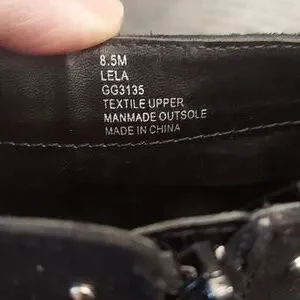 8.5M
LELA
GG3135
TEXTILE UPPER
MANMADE OUTSOLE
MADE IN CHINA